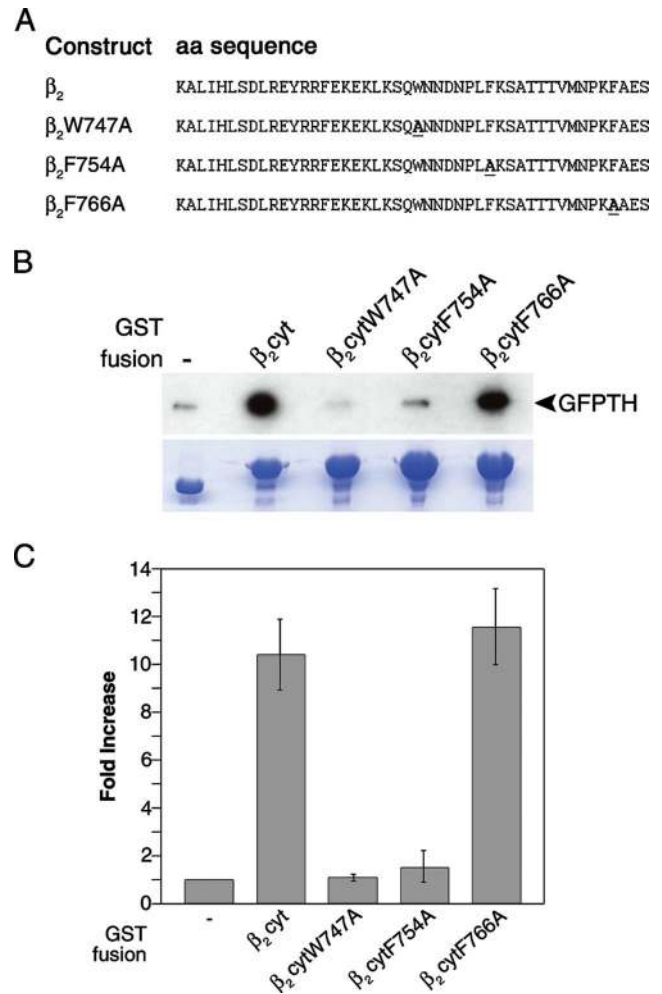 A
Construct aa sequence
β₂ KALIHLSDLREYRRFEKEKLKSQWNNDNPLFKSATTTVMNPKFAES
β₂W747A KALIHLSDLREYRRFEKEKLKSQANNDNPLFKSATTTVMNPKFAES
β₂F754A KALIHLSDLREYRRFEKEKLKSQWNNDNPLAKSATTTVMNPKFAES
β₂F766A KALIHLSDLREYRRFEKEKLKSQWNNDNPLFKSATTTVMNPKAAES
B
GST fusion - β₂cyt β₂cytW747A β₂cytF754A β₂cytF766A
GFPTH
C
Fold Increase
14
12
10
8
6
4
2
0
GST fusion - β₂cyt β₂cytW747A β₂cytF754A β₂cytF766A